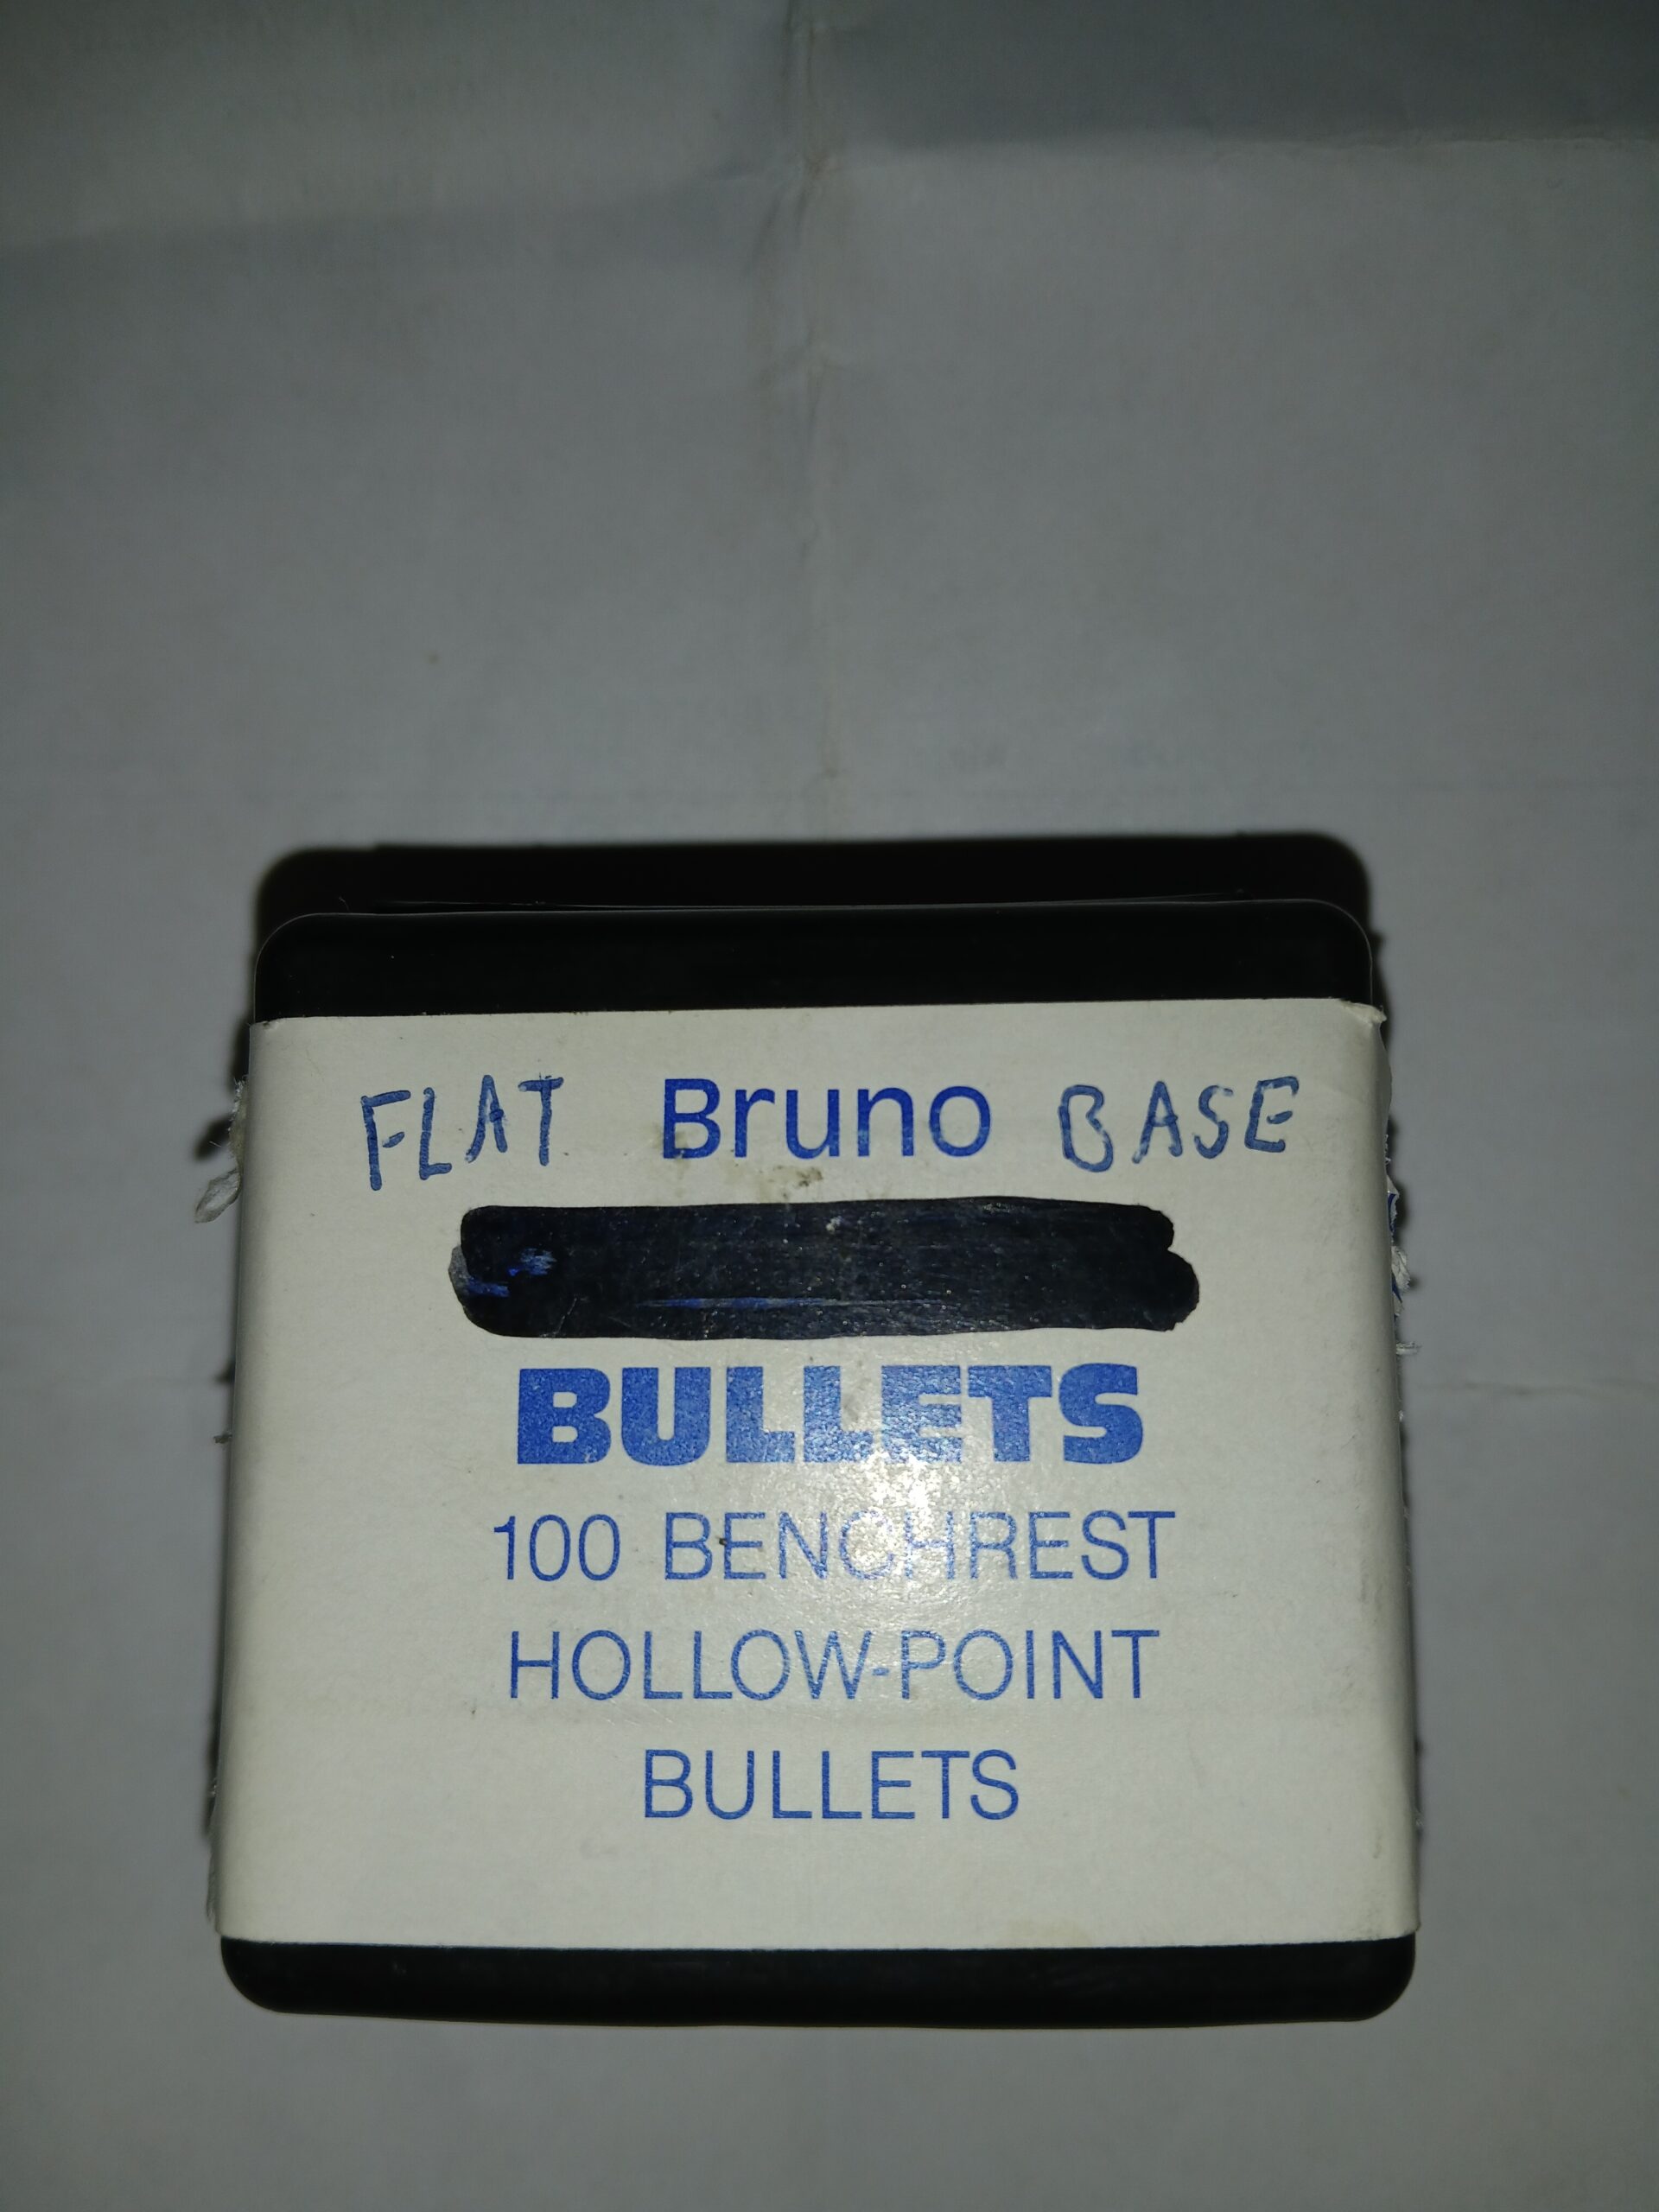 FLAT Bruno BASE
BULLETS
100 BENCHREST
HOLLOW-POINT
BULLETS